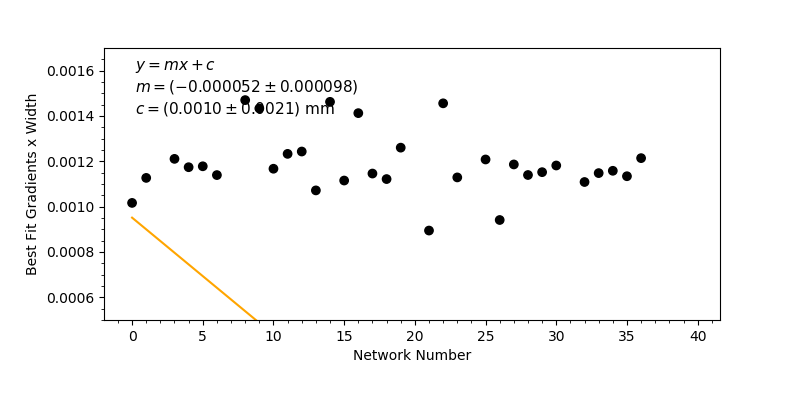 y = mx + c
m = (−0.000052 ± 0.000098)
c = (0.0010 ± 0.0021) mm
0.0016
0.0014
0.0012
0.0010
0.0008
0.0006
Best Fit Gradients x Width
0 5 10 15 20 25 30 35 40
Network Number